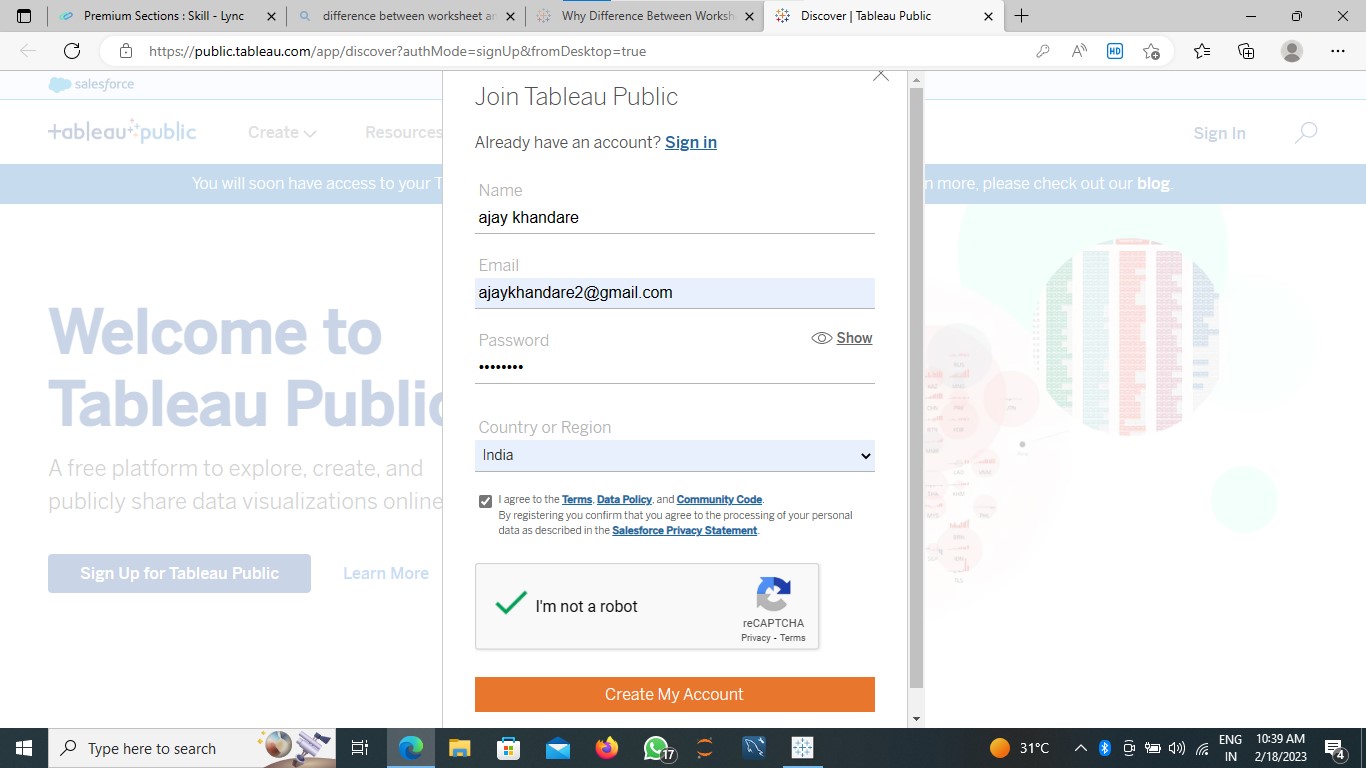 Premium Sections : Skill - Lync
difference between worksheet an
Why Difference Between Worksh
Discover | Tableau Public
https://public.tableau.com/app/discover?authMode=signUp&fromDesktop=true
HD
salesforce
Join Tableau Public
Already have an account? Sign in
tableau public
Create
Resources
Sign In
You will soon have access to your T
n more, please check out our blog.
Name
ajay khandare
Email
ajaykhandare2@gmail.com
Password
Show
••••••••
Welcome to
Tableau Public
A free platform to explore, create, and
publicly share data visualizations online
Sign Up for Tableau Public
Learn More
Country or Region
India
I agree to the Terms, Data Policy, and Community Code.
By registering you confirm that you agree to the processing of your personal
data as described in the Salesforce Privacy Statement.
I'm not a robot
reCAPTCHA
Privacy - Terms
Create My Account
Type here to search
17
31°C
ENG
IN
10:39 AM
2/18/2023
4